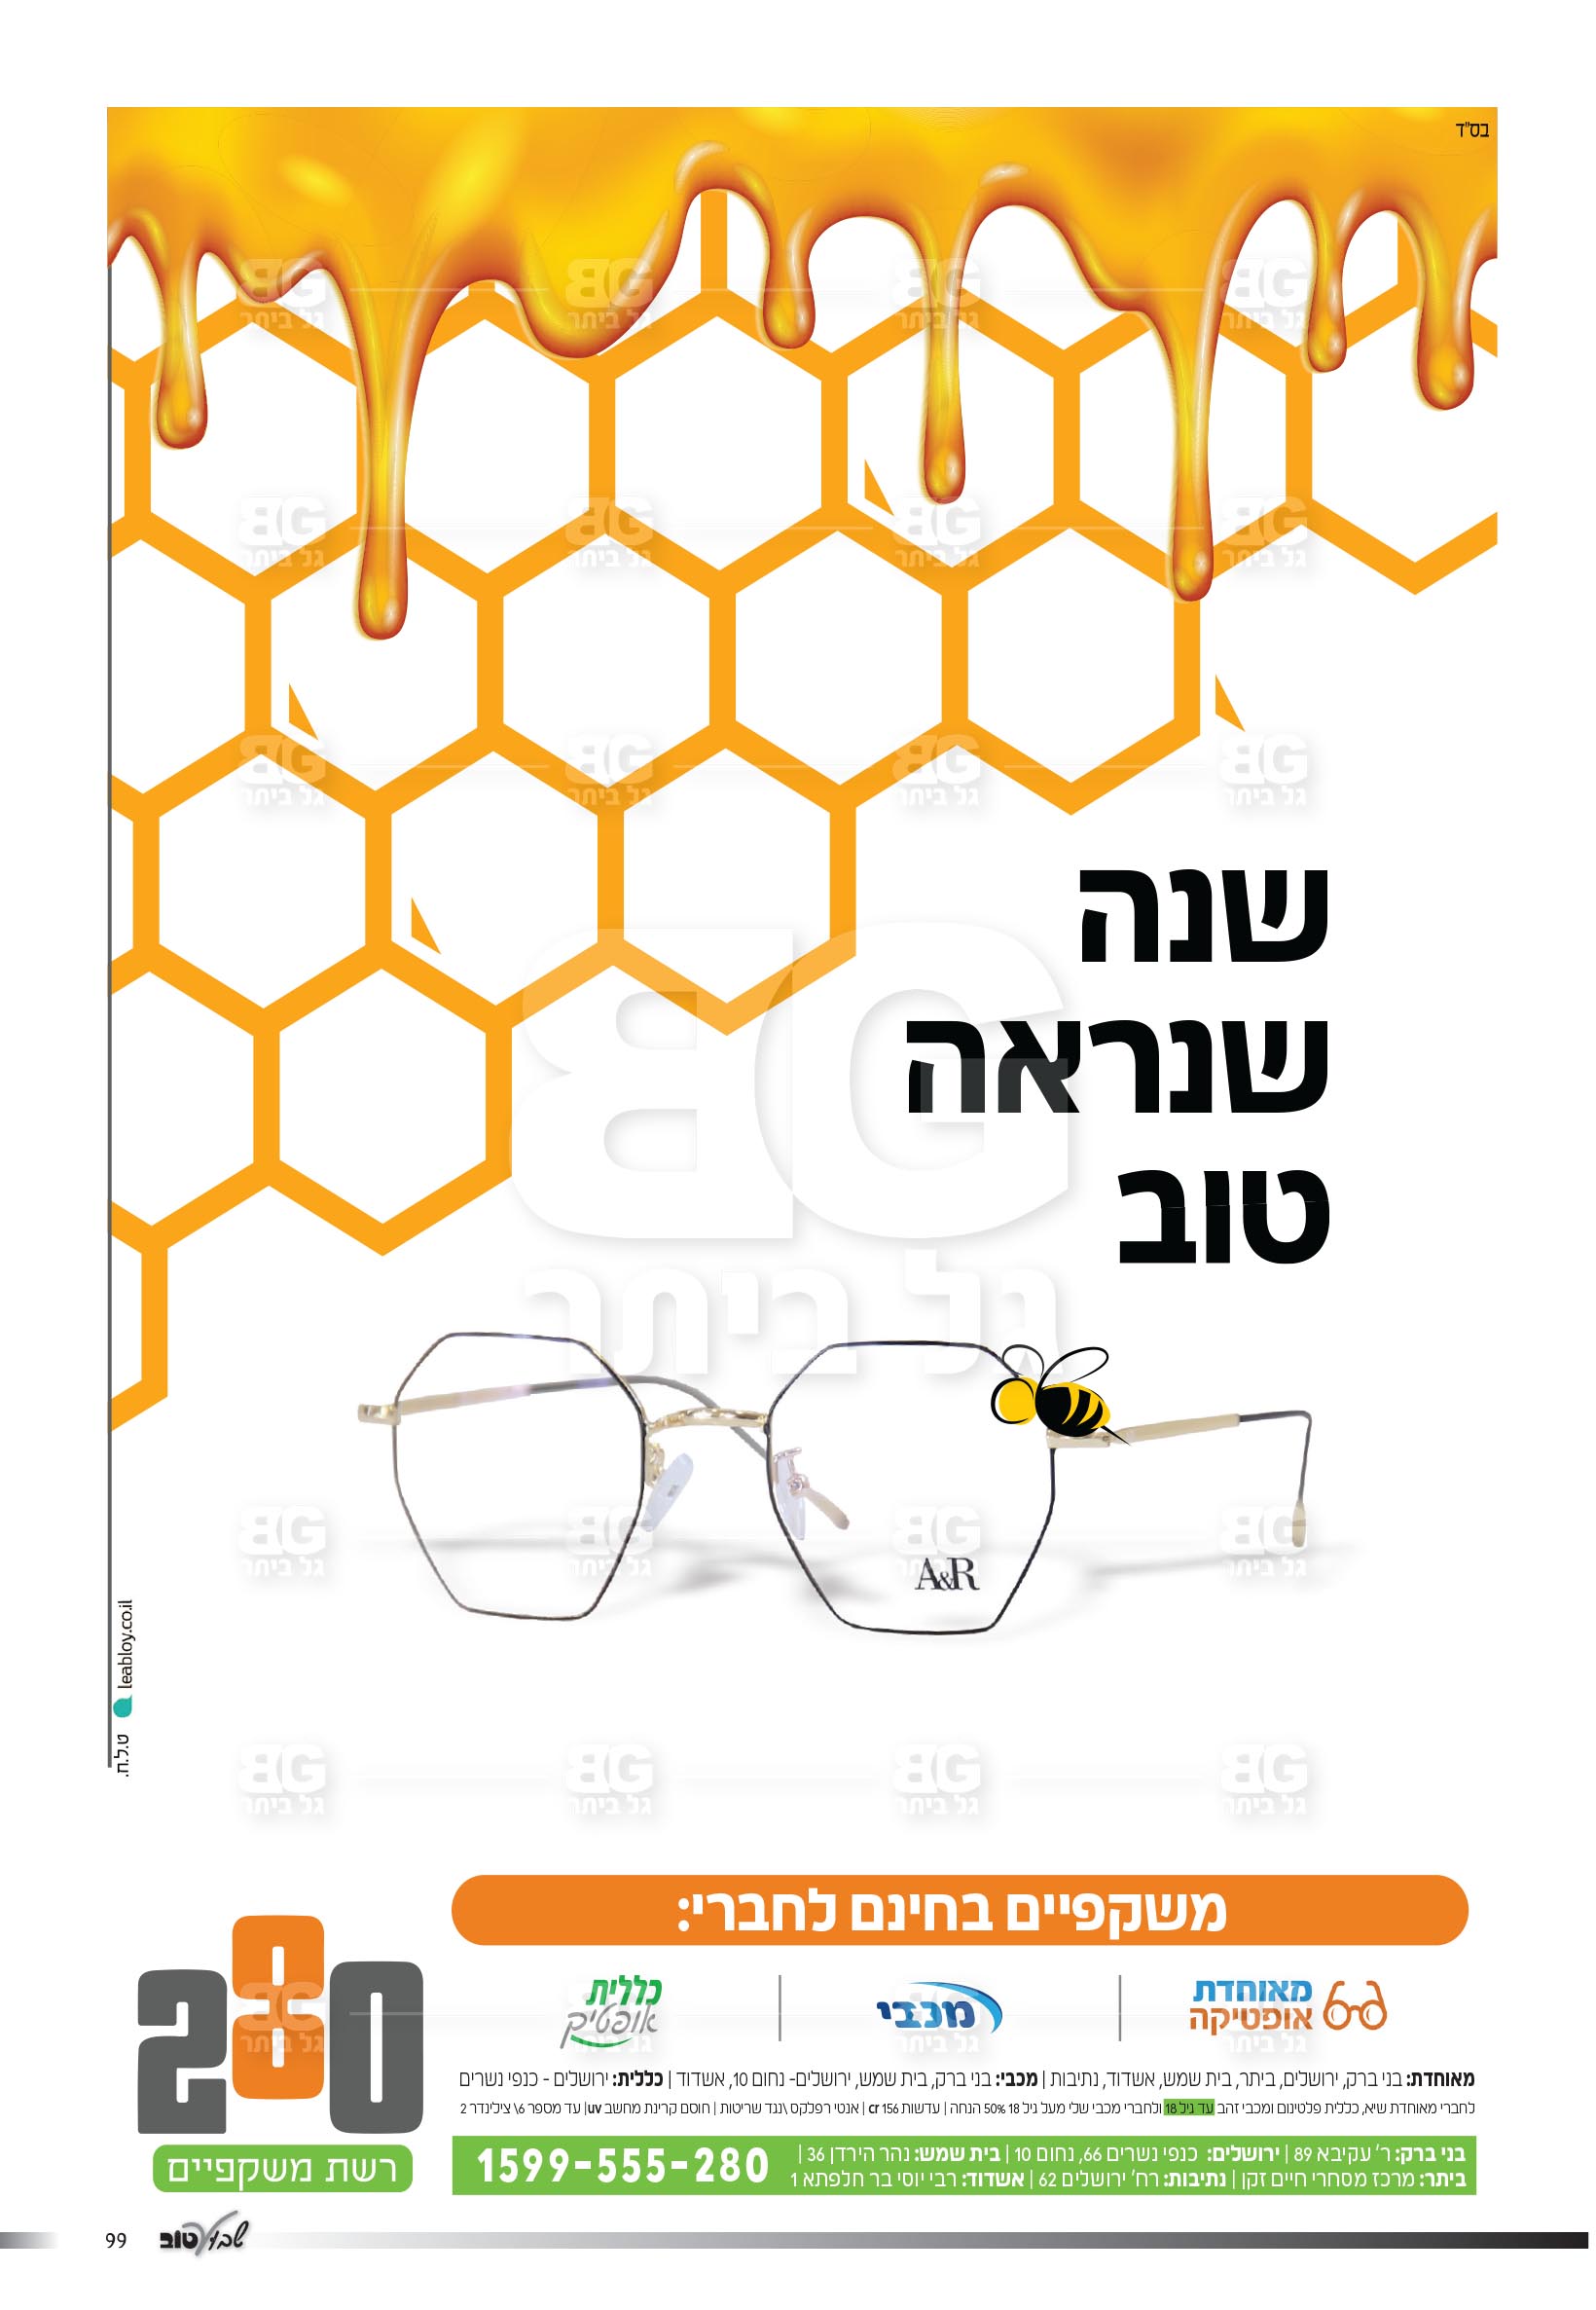 בס"ד
שנה
שנראה
טוב
A&R
leabloy.co.il
ט.ל.ח.
משקפיים בחינם לחברי:
מאוחדת
אופטיקה
מכבי
כללית
אופטיק
מאוחדת: בני ברק, ירושלים, ביתר, בית שמש, אשדוד, נתיבות | מכבי: בני ברק, בית שמש, ירושלים- נחום 10, אשדוד | כללית: ירושלים - כנפי נשרים
לחברי מאוחדת שיא, כללית פלטינום ומכבי זהב עד גיל 18 ולחברי מכבי שלי מעל גיל 18 50% הנחה | עדשות cr 156 | אנטי רפלקס \נגד שריטות | חוסם קרינת מחשב uv| עד מספר 6\ צילינדר 2
בני ברק: ר' עקיבא 89 | ירושלים: כנפי נשרים 66, נחום 10 | בית שמש: נהר הירדן 36 |
ביתר: מרכז מסחרי חיים זקן | נתיבות: רח' ירושלים 62 | אשדוד: רבי יוסי בר חלפתא 1
1599-555-280
280
רשת משקפיים
שבוע טוב
99
BG
גל ביתר